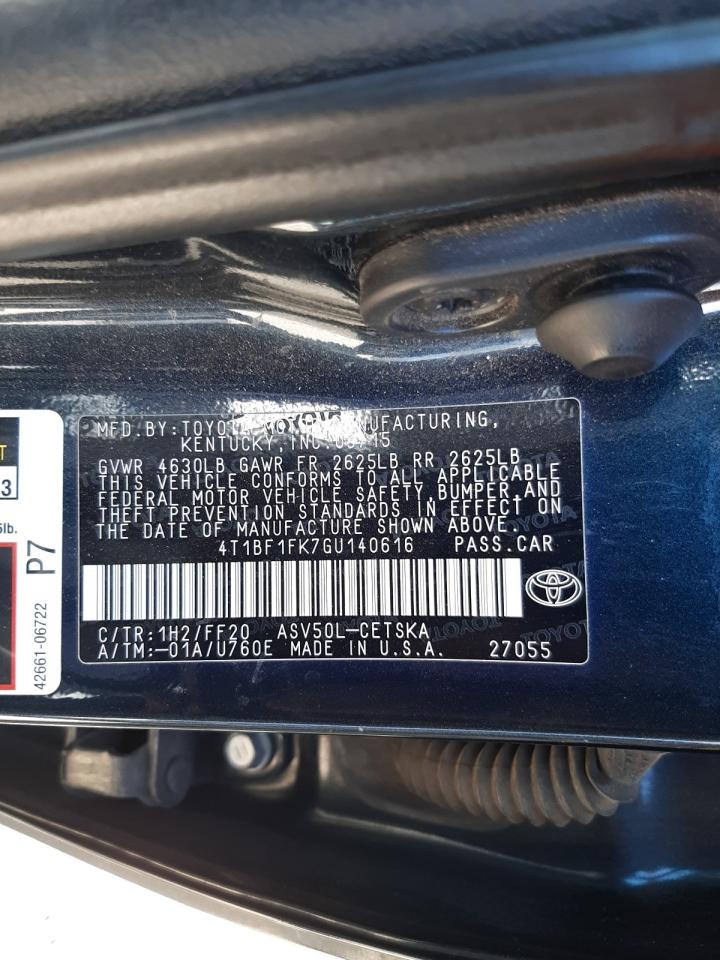 MFD.BY:TOYOTA MOTOR MANUFACTURING,
KENTUCKY, INC
GVWR 4630LB GAWR FR 2625LB RR 2625LB
THIS VEHICLE CONFORMS TO ALL APPLICABLE
FEDERAL MOTOR VEHICLE SAFETY,BUMPER,AND
THEFT PREVENTION STANDARDS IN EFFECT ON
THE DATE OF MANUFACTURE SHOWN ABOVE.
4T1BF1FK7GU140616 PASS.CAR
C/TR:1H2/FF20 ASV50L-CETSKA
A/TM:-01A/U760E MADE IN U.S.A. 27055
P7
42661-06722
T
3
5lb.